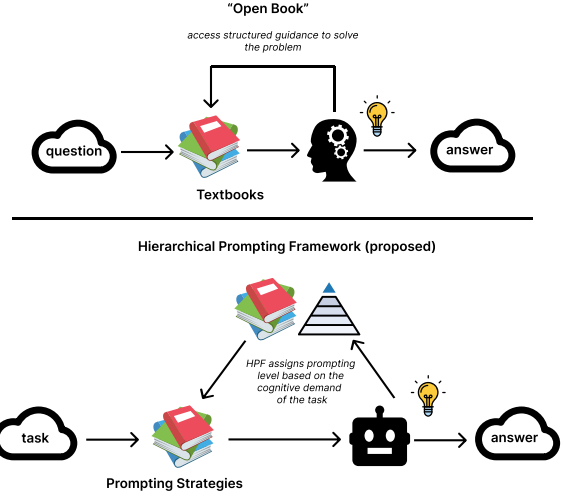 “Open Book”
access structured guidance to solve
the problem
question
answer
Textbooks
Hierarchical Prompting Framework (proposed)
HPF assigns prompting
level based on the
cognitive demand
of the task
task
answer
Prompting Strategies